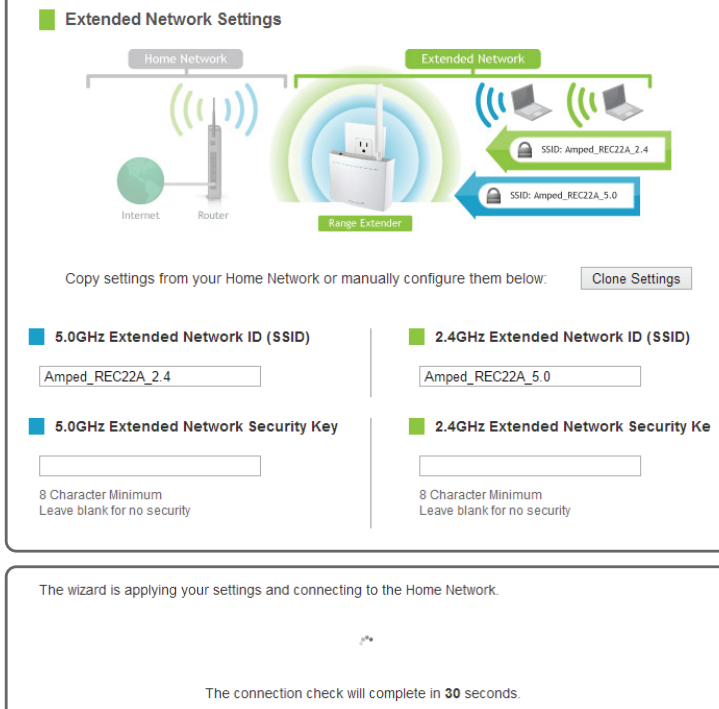 Extended Network Settings
Home Network
Extended Network
SSID: Amped_REC22A_2.4
SSID: Amped_REC22A_5.0
Internet
Router
Range Extender
Copy settings from your Home Network or manually configure them below:
Clone Settings
5.0GHz Extended Network ID (SSID)
Amped_REC22A_2.4
2.4GHz Extended Network ID (SSID)
Amped_REC22A_5.0
5.0GHz Extended Network Security Key
8 Character Minimum
Leave blank for no security
2.4GHz Extended Network Security Ke
8 Character Minimum
Leave blank for no security
The wizard is applying your settings and connecting to the Home Network.
The connection check will complete in 30 seconds.